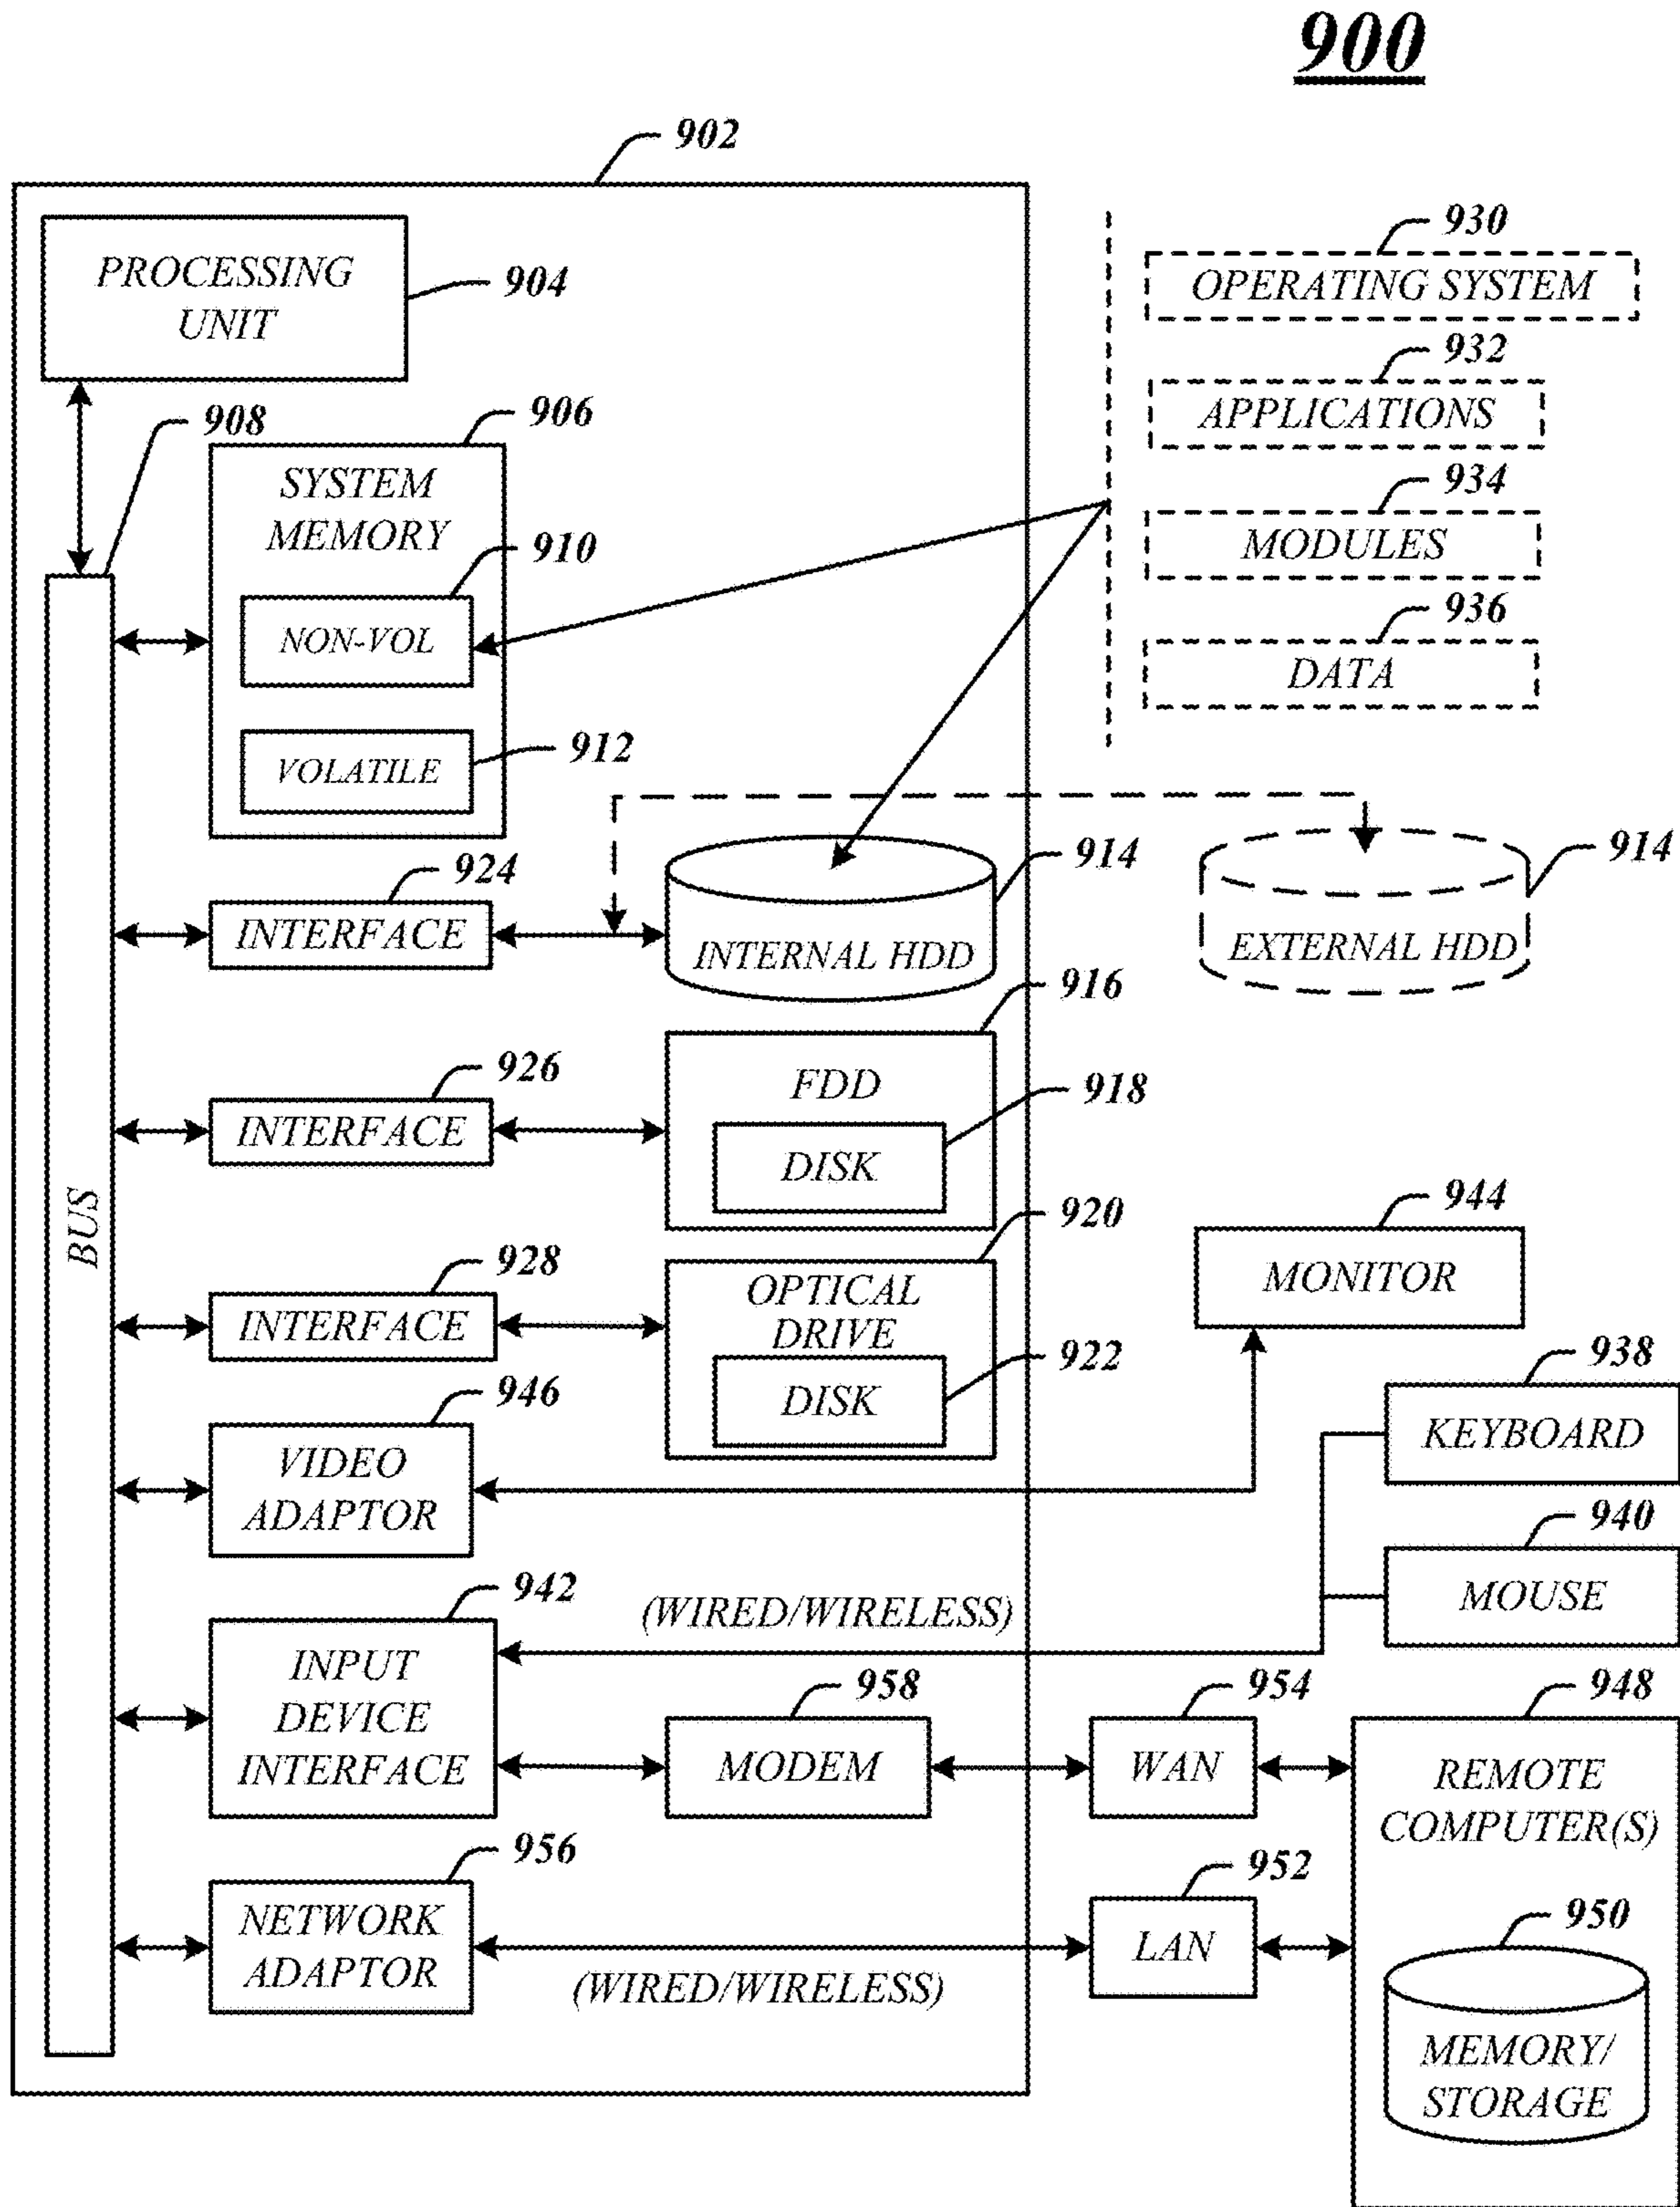 900
902
PROCESSING
UNIT
904
930
OPERATING SYSTEM
932
APPLICATIONS
934
MODULES
936
DATA
908
906
SYSTEM
MEMORY
910
NON-VOL
912
VOLATILE
924
INTERFACE
914
INTERNAL HDD
914
EXTERNAL HDD
916
FDD
926
INTERFACE
918
DISK
BUS
920
OPTICAL
DRIVE
928
INTERFACE
922
DISK
944
MONITOR
938
KEYBOARD
946
VIDEO
ADAPTOR
940
MOUSE
942
INPUT
DEVICE
INTERFACE
(WIRED/WIRELESS)
958
MODEM
954
WAN
948
REMOTE
COMPUTER(S)
956
NETWORK
ADAPTOR
(WIRED/WIRELESS)
952
LAN
950
MEMORY/
STORAGE